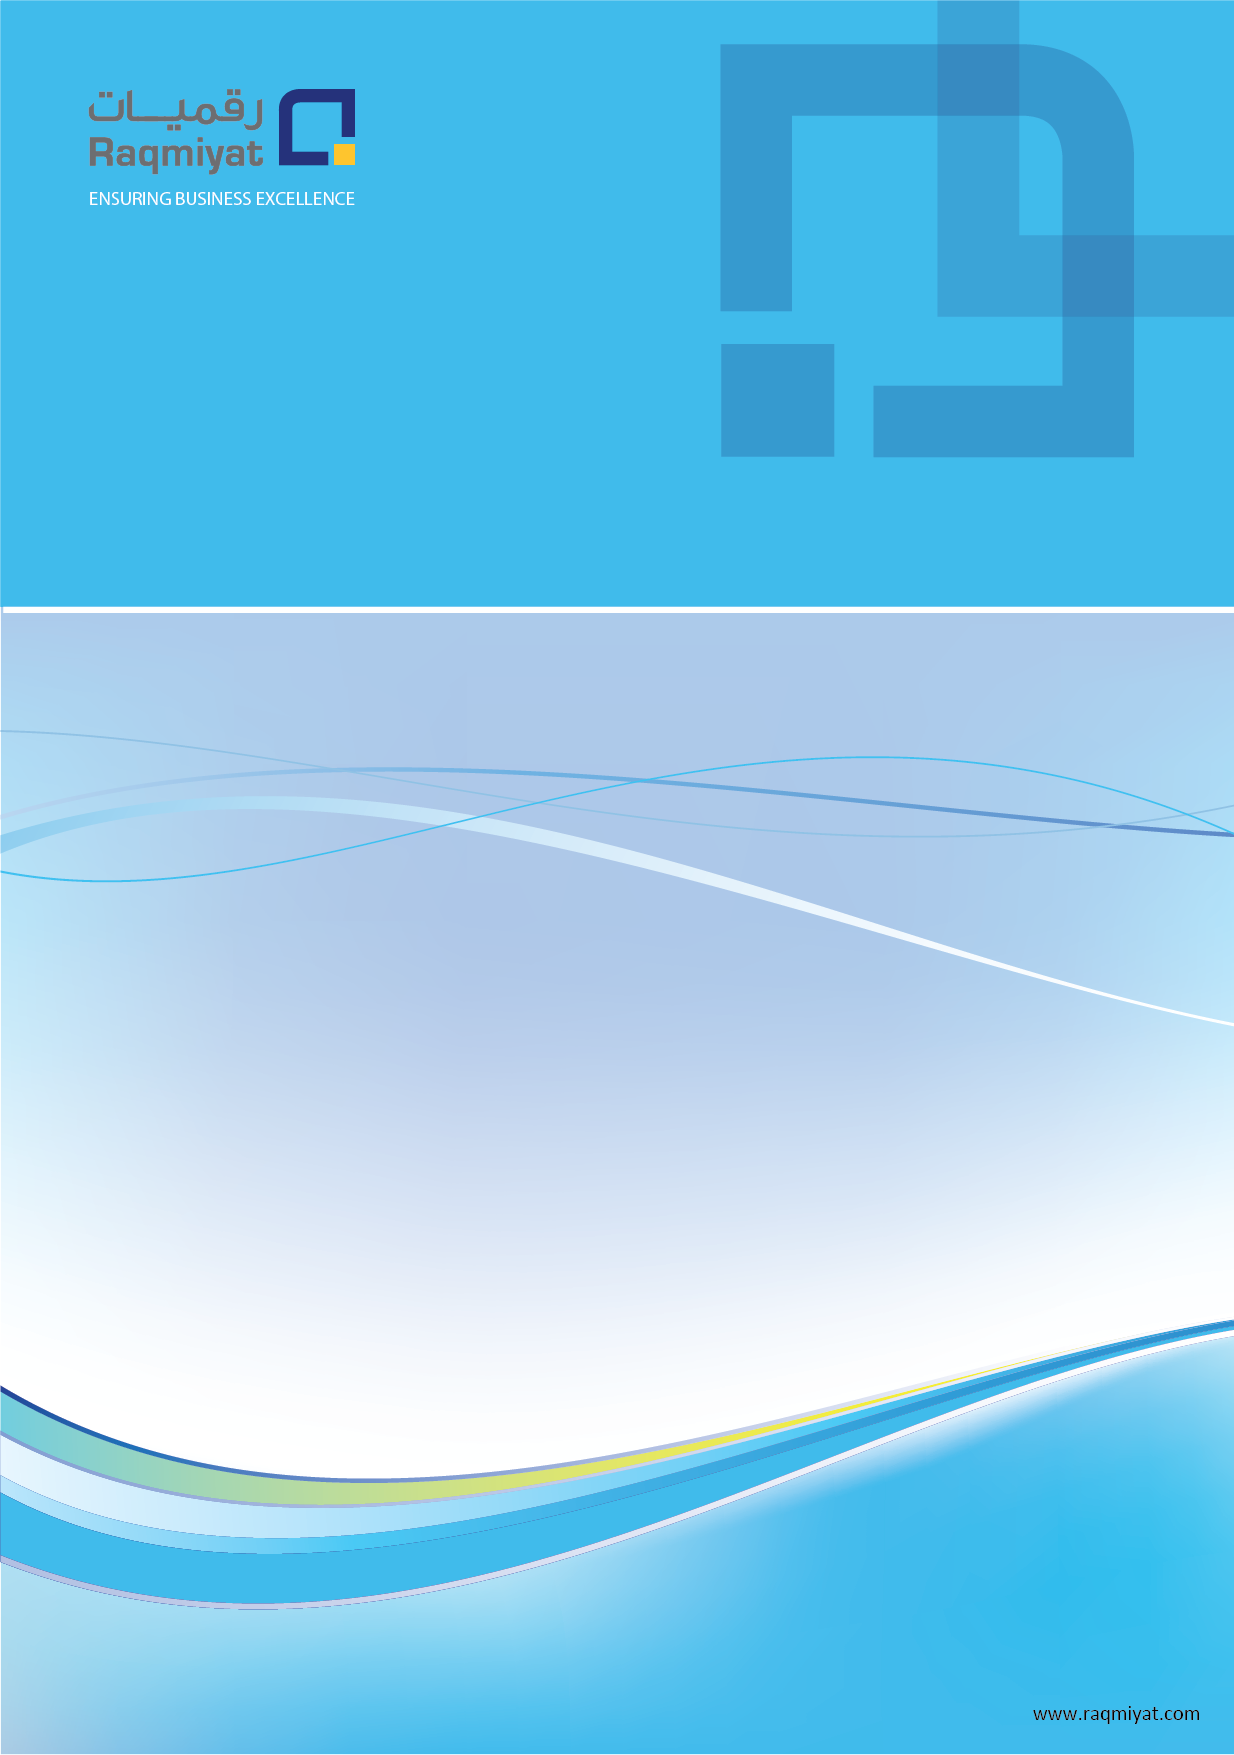 رقميات
Raqmiyat
ENSURING BUSINESS EXCELLENCE
www.raqmiyat.com